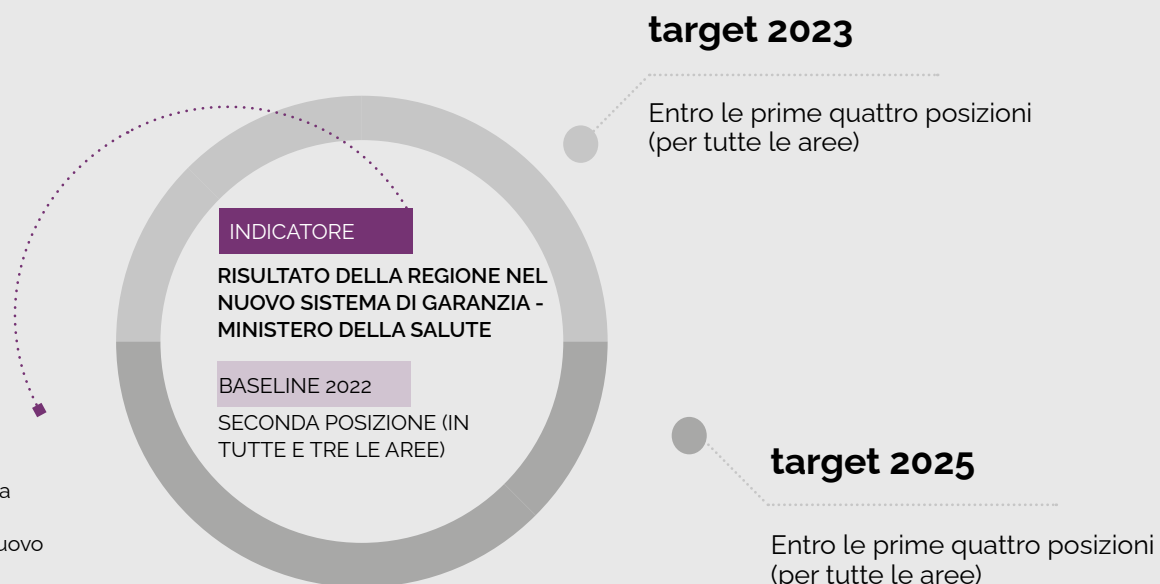 target 2023
Entro le prime quattro posizioni
(per tutte le aree)
INDICATORE
RISULTATO DELLA REGIONE NEL
NUOVO SISTEMA DI GARANZIA -
MINISTERO DELLA SALUTE
BASELINE 2022
SECONDA POSIZIONE (IN
TUTTE E TRE LE AREE)
target 2025
Entro le prime quattro posizioni
(per tutte le aree)